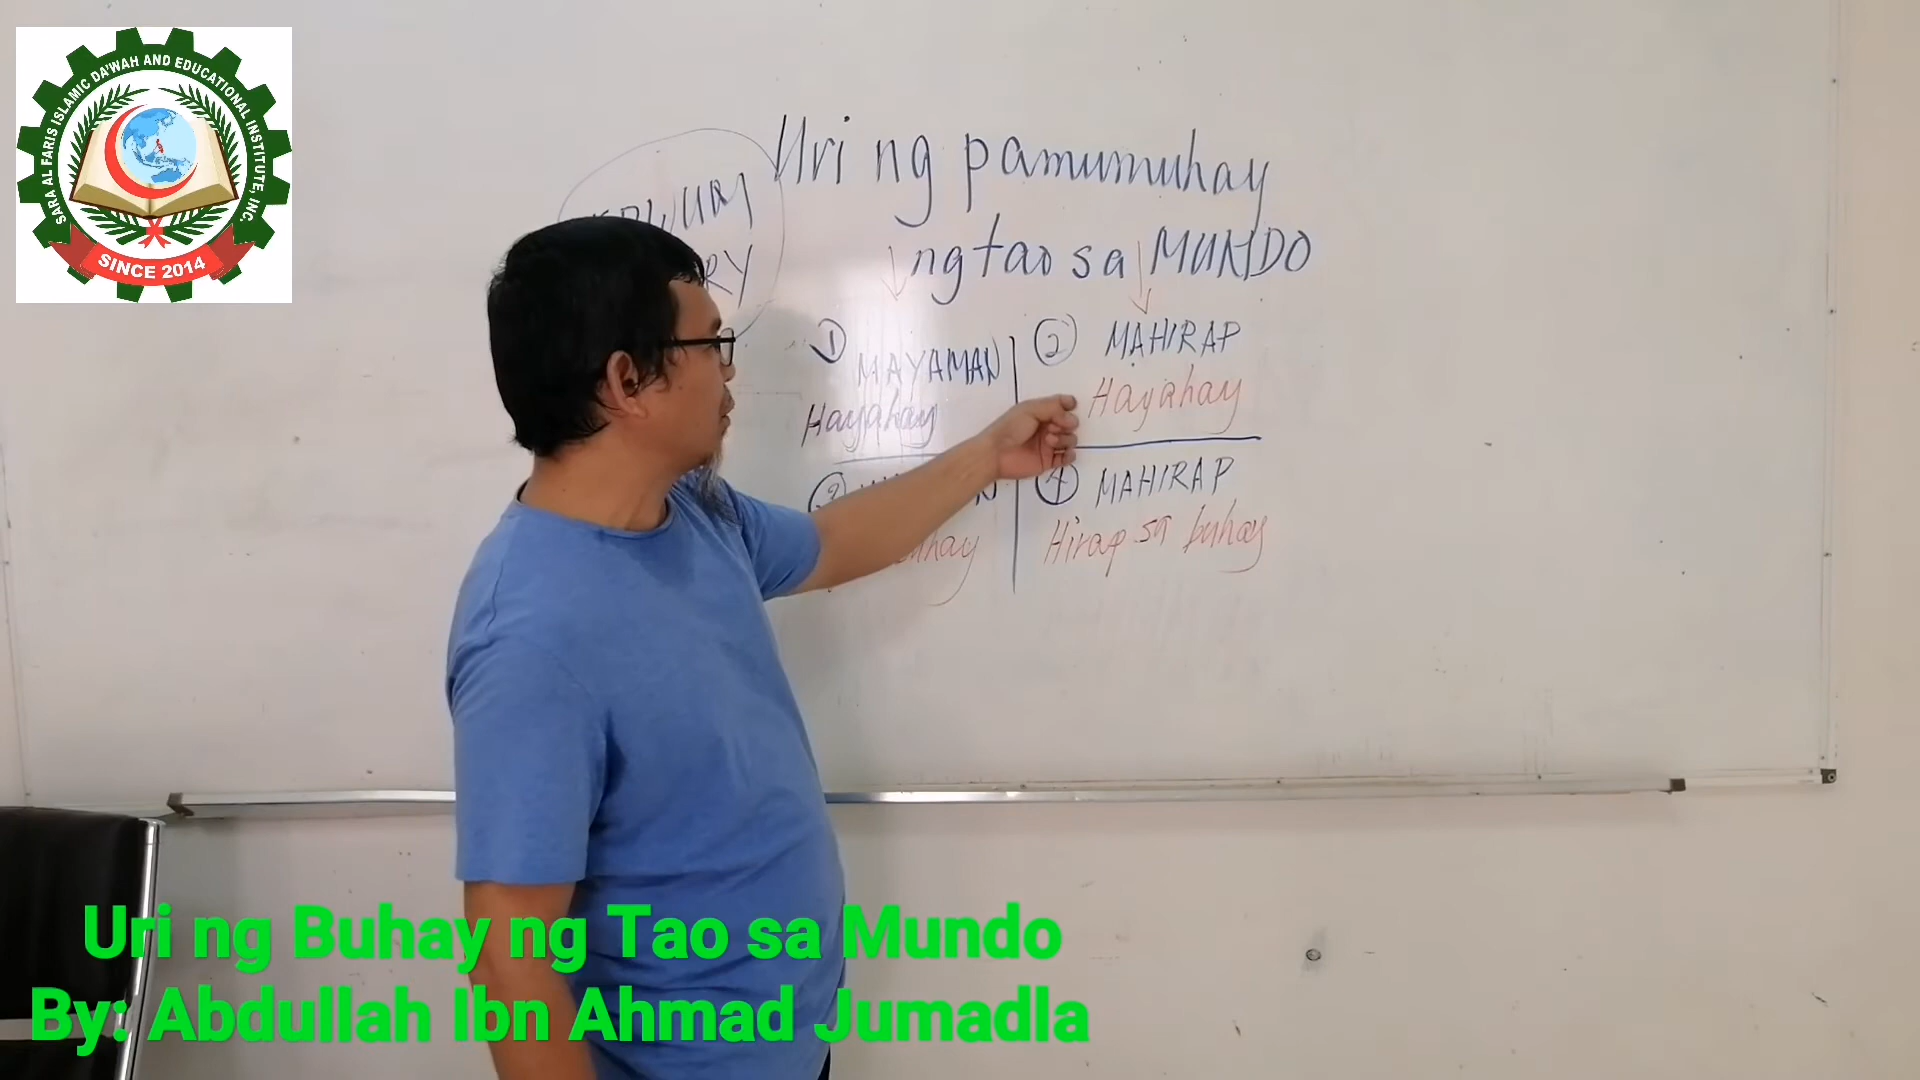 SARA AL FARIS ISLAMIC DA'WAH AND EDUCATIONAL INSTITUTE, INC.
SINCE 2014
Uri ng pamumuhay
ng tao sa MUNDO
1 MAYAMAN
Hayahay
2 MAHIRAP
Hayahay
3
buhay
4 MAHIRAP
Hirap sa buhay
Uri ng Buhay ng Tao sa Mundo
By: Abdullah Ibn Ahmad Jumadla